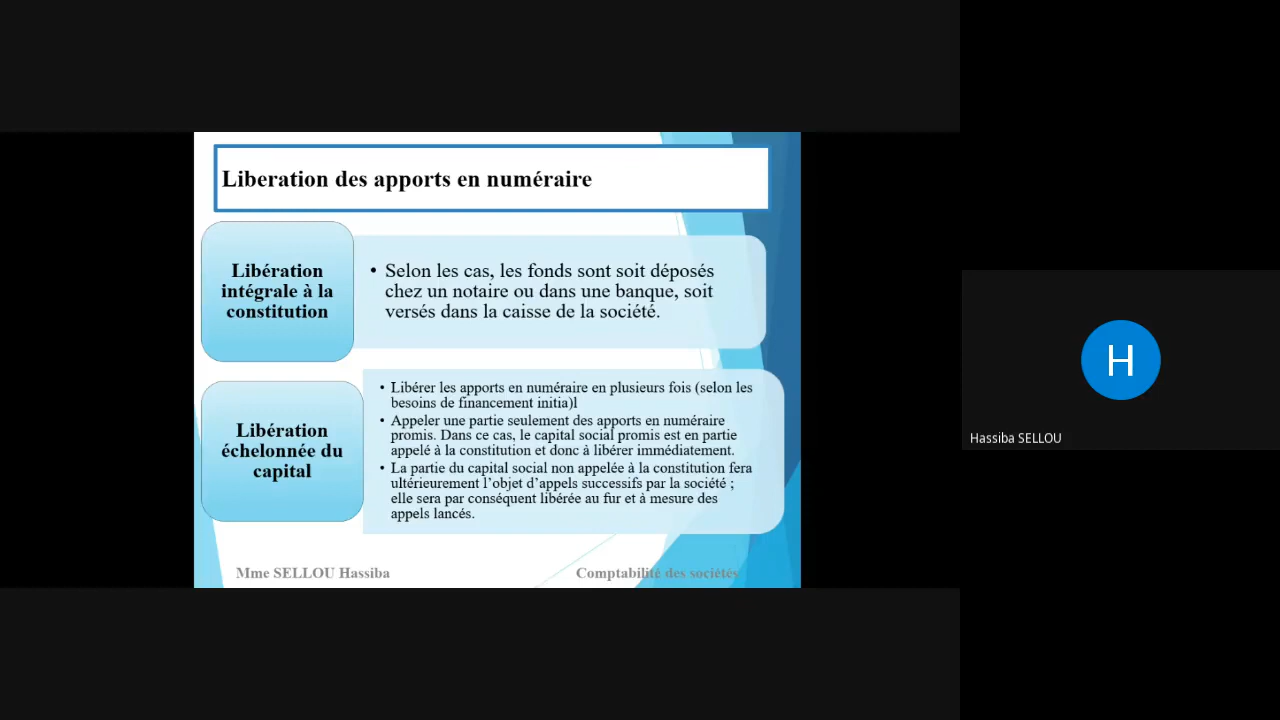 Liberation des apports en numéraire
Libération
intégrale à la
constitution
• Selon les cas, les fonds sont soit déposés
chez un notaire ou dans une banque, soit
versés dans la caisse de la société.
Libération
échelonnée du
capital
• Libérer les apports en numéraire en plusieurs fois (selon les
besoins de financement initia)l
• Appeler une partie seulement des apports en numéraire
promis. Dans ce cas, le capital social promis est en partie
appelé à la constitution et donc à libérer immédiatement.
• La partie du capital social non appelée à la constitution fera
ultérieurement l'objet d'appels successifs par la société ;
elle sera par conséquent libérée au fur et à mesure des
appels lancés.
Mme SELLOU Hassiba
Comptabilité des sociétés
H
Hassiba SELLOU